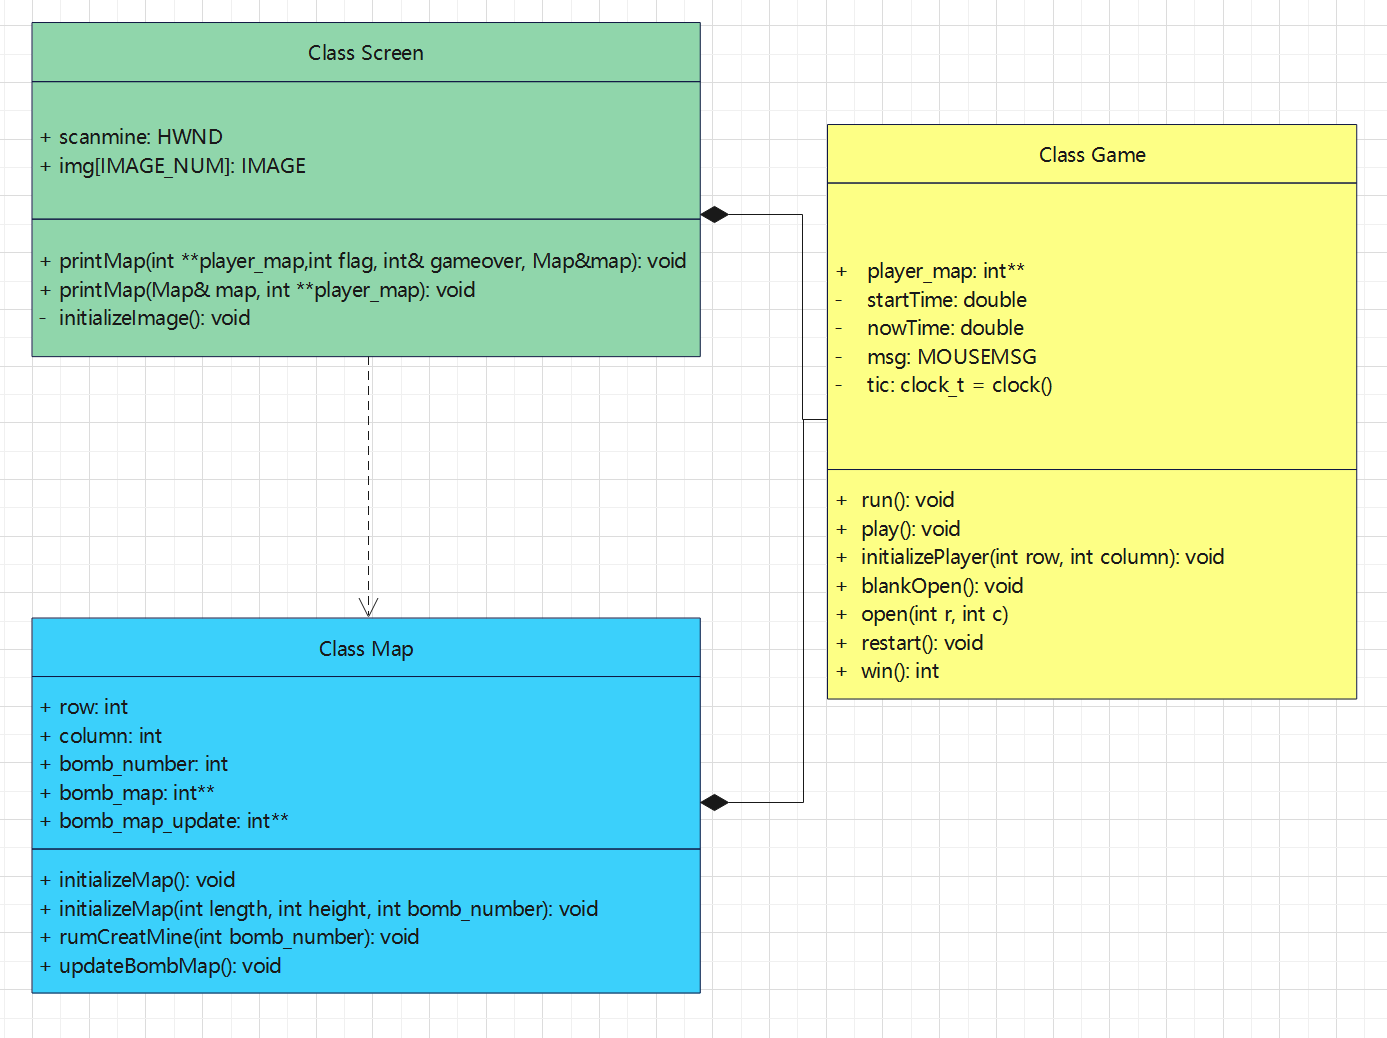 Class Screen
+ scanmine: HWND
+ img[IMAGE_NUM]: IMAGE
+ printMap(int **player_map,int flag, int& gameover, Map&map): void
+ printMap(Map& map, int **player_map): void
- initializeImage(): void
Class Game
+ player_map: int**
- startTime: double
- nowTime: double
- msg: MOUSEMSG
- tic: clock_t = clock()
+ run(): void
+ play(): void
+ initializePlayer(int row, int column): void
+ blankOpen(): void
+ open(int r, int c)
+ restart(): void
+ win(): int
Class Map
+ row: int
+ column: int
+ bomb_number: int
+ bomb_map: int**
+ bomb_map_update: int**
+ initializeMap(): void
+ initializeMap(int length, int height, int bomb_number): void
+ rumCreatMine(int bomb_number): void
+ updateBombMap(): void